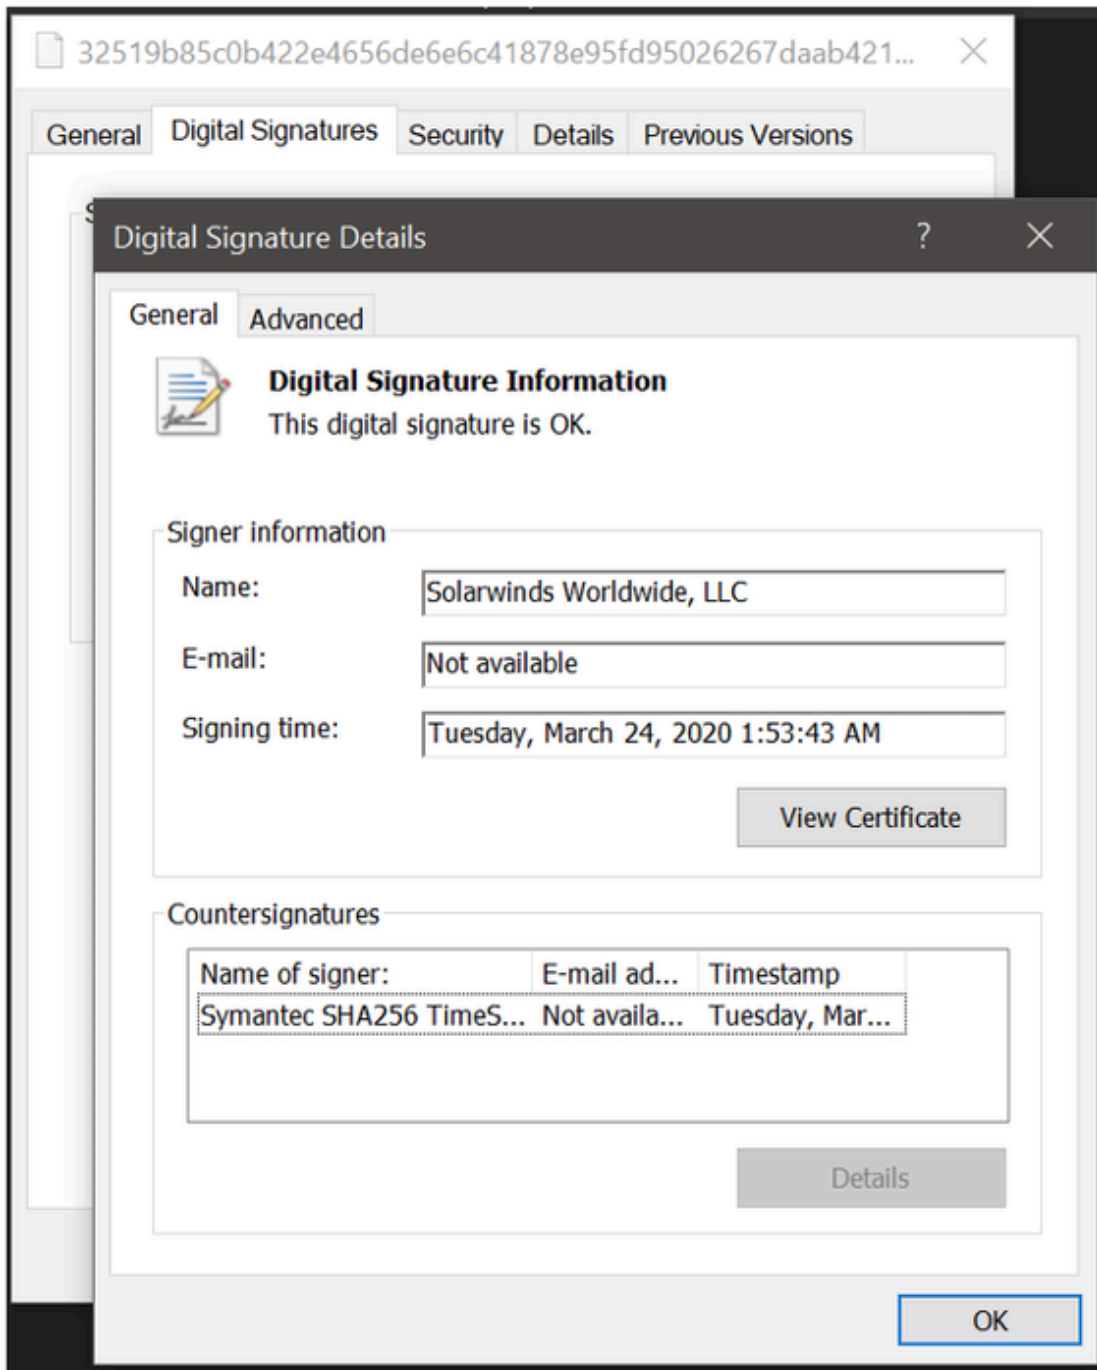 32519b85c0b422e4656de6e6c41878e95fd95026267daab421...
General Digital Signatures Security Details Previous Versions
S
Digital Signature Details ?
General Advanced
Digital Signature Information
This digital signature is OK.
Signer information
Name: Solarwinds Worldwide, LLC
E-mail: Not available
Signing time: Tuesday, March 24, 2020 1:53:43 AM
View Certificate
Countersignatures
Name of signer: E-mail ad... Timestamp
Symantec SHA256 TimeS... Not availa... Tuesday, Mar...
Details
OK